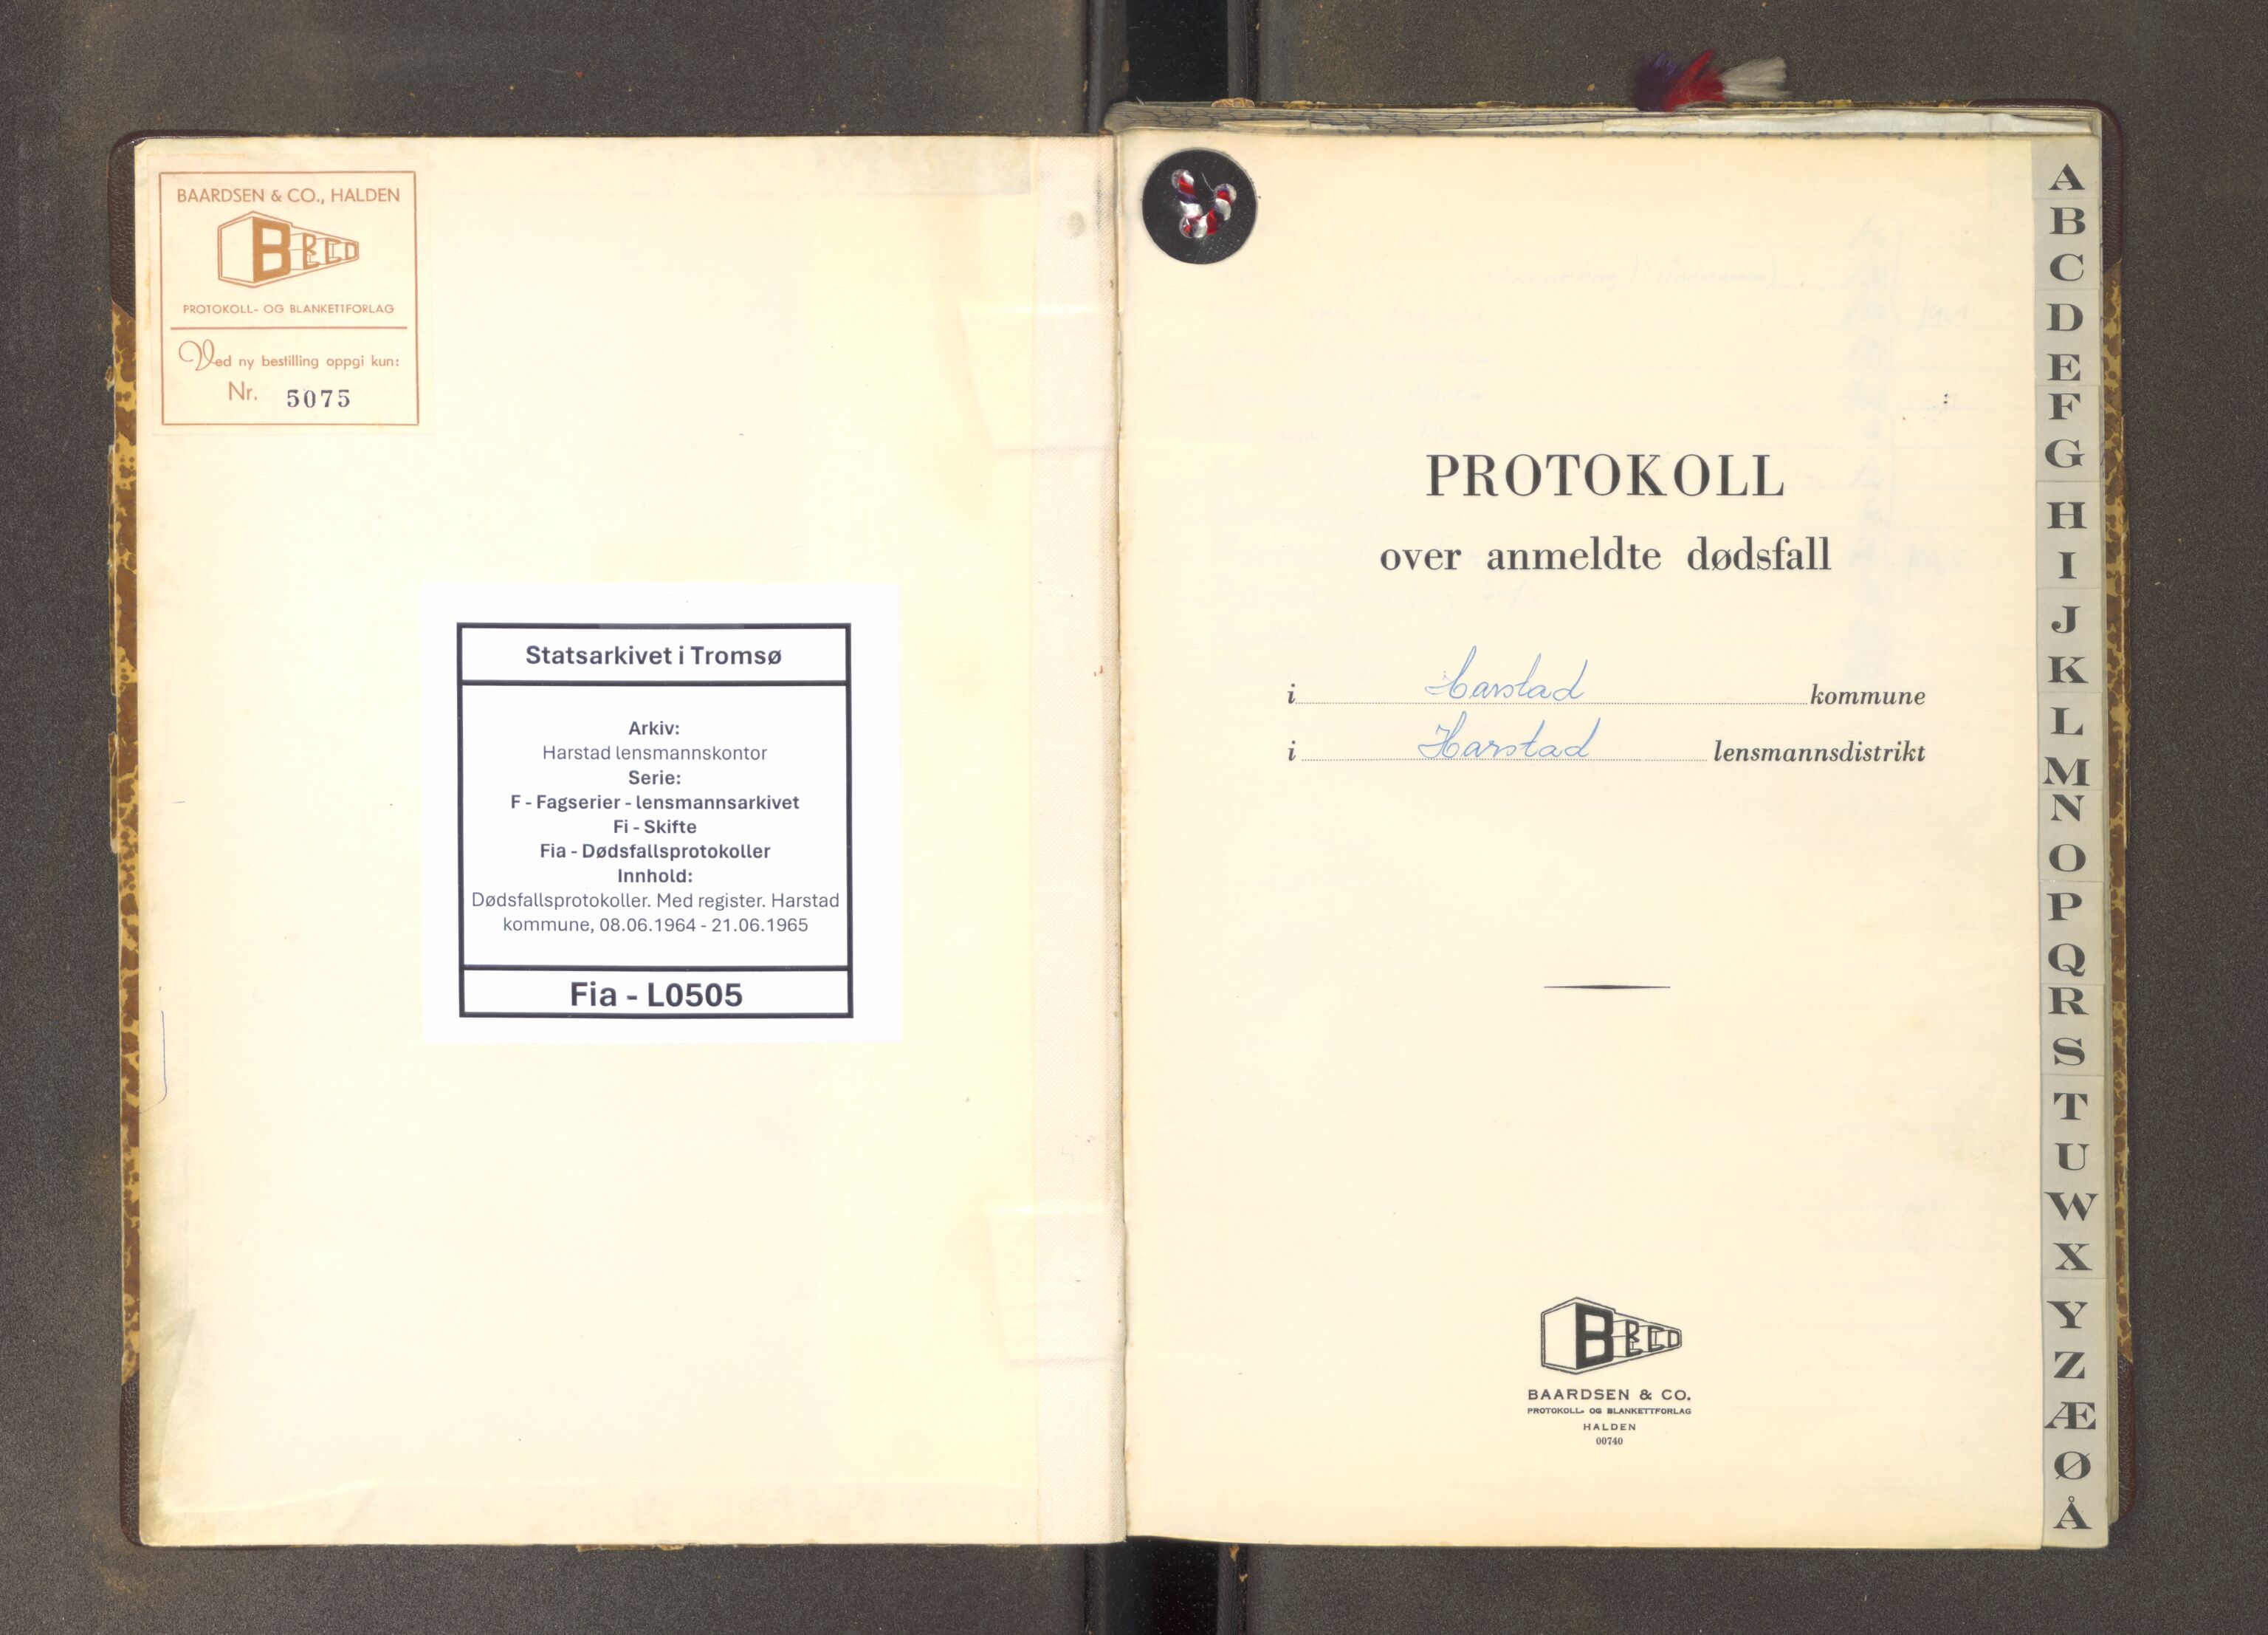 BAARDSEN & CO., HALDEN
B & CO
PROTOKOLL- OG BLANKETTFORLAG
Ved ny bestilling oppgi kun:
Nr. 5075
Statsarkivet i Tromsø
Arkiv:
Harstad lensmannskontor
Serie:
F - Fagserier - lensmannsarkivet
Fi - Skifte
Fia - Dødsfallsprotokoller
Innhold:
Dødsfallsprotokoller. Med register. Harstad
kommune, 08.06.1964 - 21.06.1965
Fia - L0505
PROTOKOLL
over anmeldte dødsfall
i Harstad kommune
i Harstad lensmannsdistrikt
B & CO
BAARDSEN & CO.
PROTOKOLL- OG BLANKETTFORLAG
HALDEN
00740
A
B
C
D
E
F
G
H
I
J
K
L
M
N
O
P
Q
R
S
T
U
W
X
Y
Z
Æ
Ø
Å